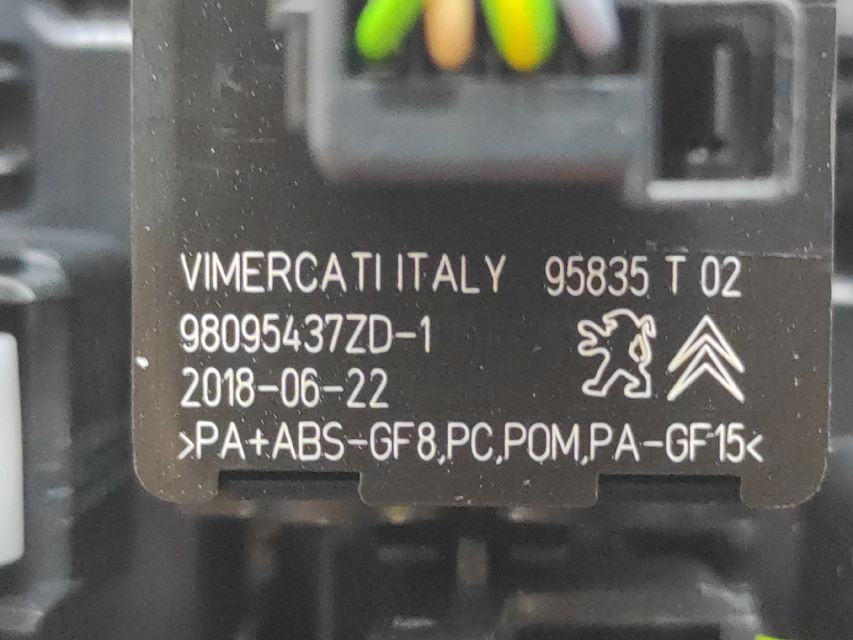 VIMERCATI ITALY 95835 T 02
98095437ZD-1
2018-06-22
>PA+ABS-GF8,PC,POM,PA-GF15<